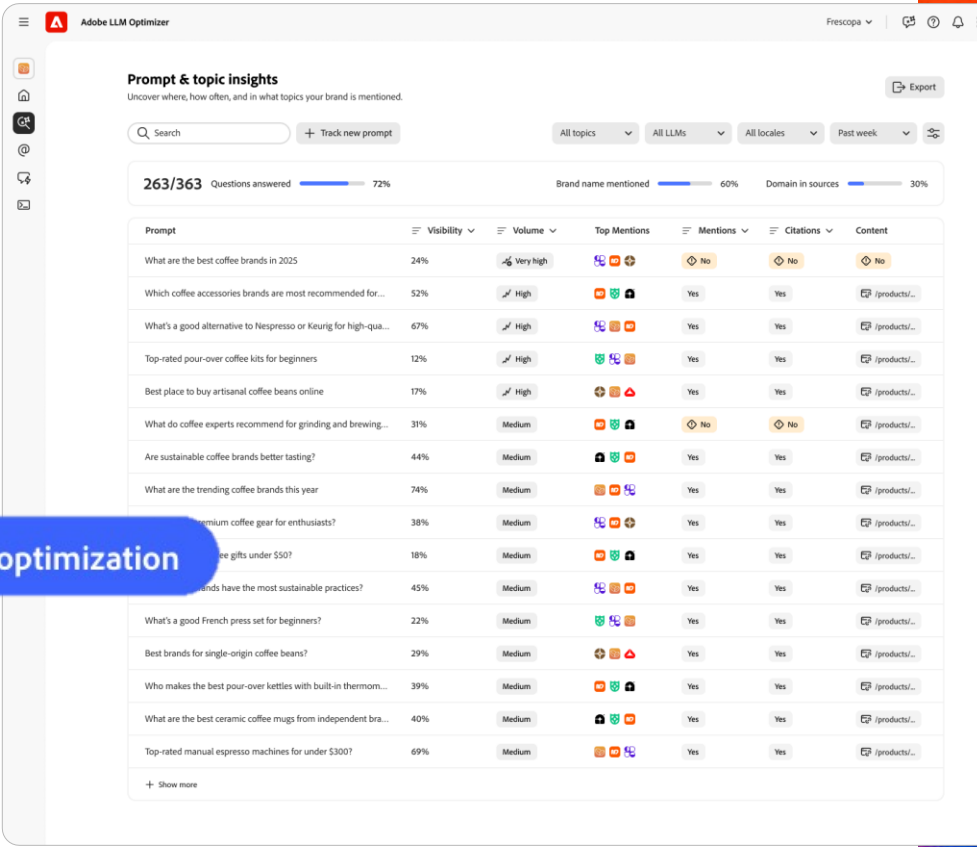 Adobe LLM Optimizer
Frescopa
Prompt & topic insights
Uncover where, how often, and in what topics your brand is mentioned.
Export
Search
Track new prompt
All topics
All LLMs
All locales
Past week
263/363 Questions answered 72%
Brand name mentioned 60%
Domain in sources 30%
Prompt Visibility Volume Top Mentions Mentions Citations Content
What are the best coffee brands in 2025 24% Very high No No No
Which coffee accessories brands are most recommended for... 52% High Yes Yes /products/...
What's a good alternative to Nespresso or Keurig for high-qua... 67% High Yes Yes /products/...
Top-rated pour-over coffee kits for beginners 12% High Yes Yes /products/...
Best place to buy artisanal coffee beans online 17% High Yes Yes /products/...
What do coffee experts recommend for grinding and brewing... 31% Medium No No /products/...
Are sustainable coffee brands better tasting? 44% Medium Yes Yes /products/...
What are the trending coffee brands this year 74% Medium Yes Yes /products/...
premium coffee gear for enthusiasts? 38% Medium Yes Yes /products/...
optimization
gifts under $50? 18% Medium Yes Yes /products/...
have the most sustainable practices? 45% Medium Yes Yes /products/...
What's a good French press set for beginners? 22% Medium Yes Yes /products/...
Best brands for single-origin coffee beans? 29% Medium Yes Yes /products/...
Who makes the best pour-over kettles with built-in thermom... 39% Medium Yes Yes /products/...
What are the best ceramic coffee mugs from independent bra... 40% Medium Yes Yes /products/...
Top-rated manual espresso machines for under $300? 69% Medium Yes Yes /products/...
Show more